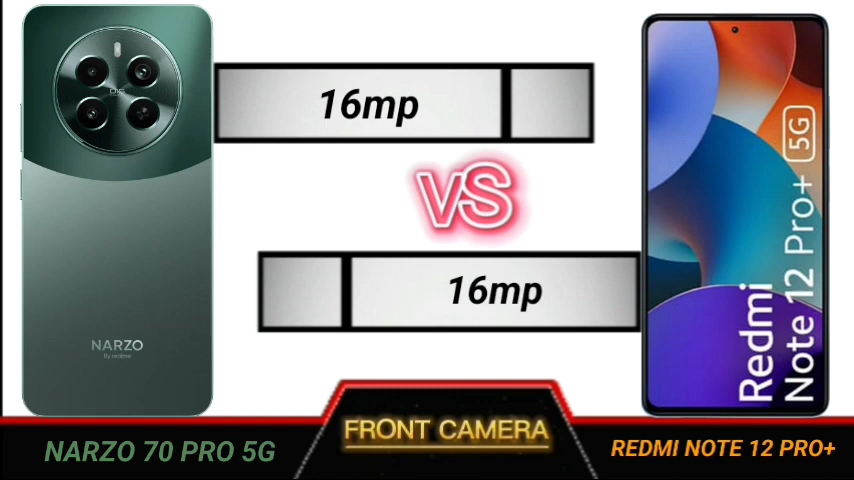 16mp
VS
16mp
NARZO
By realme
Redmi
Note 12 Pro+ 5G
FRONT CAMERA
NARZO 70 PRO 5G
REDMI NOTE 12 PRO+